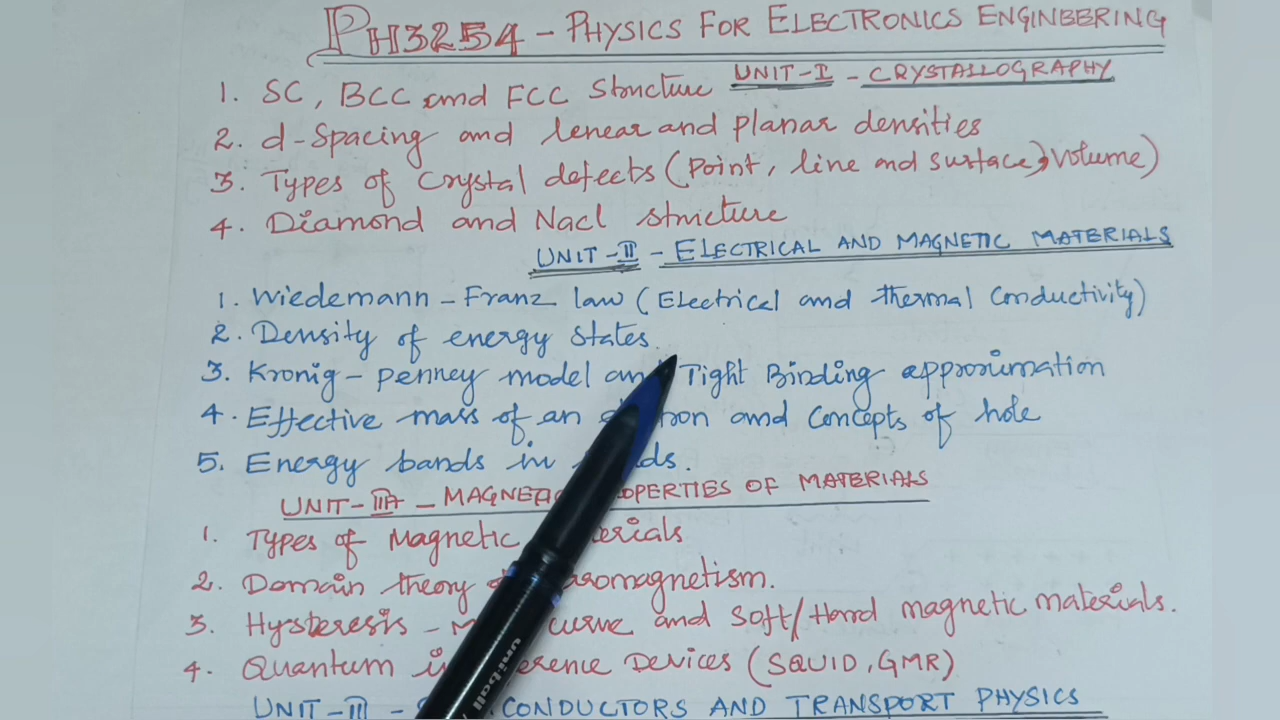 PH3254 - PHYSICS FOR ELECTRONICS ENGINEERING
UNIT-I - CRYSTALLOGRAPHY
1. SC, BCC and FCC Structure
2. d-Spacing and lenear and planar densities
3. Types of Crystal defects (Point, line and surface, Volume)
4. Diamond and Nacl structure
UNIT-II - ELECTRICAL AND MAGNETIC MATERIALS
1. Wiedemann-Franz law (Electrical and thermal Conductivity)
2. Density of energy states.
3. Kronig-penney model and Tight Binding approximation
4. Effective mass of an and Concepts of hole
5. Energy bands in
UNIT-IIA - OF MATERIALS
1. Types of Magnetic
2. Domain theory
3. Hysteresis - curve and Soft/Hard magnetic materials.
4. Quantum Devices (SQUID, GMR)
UNIT-III - AND TRANSPORT PHYSICS
uni-ball